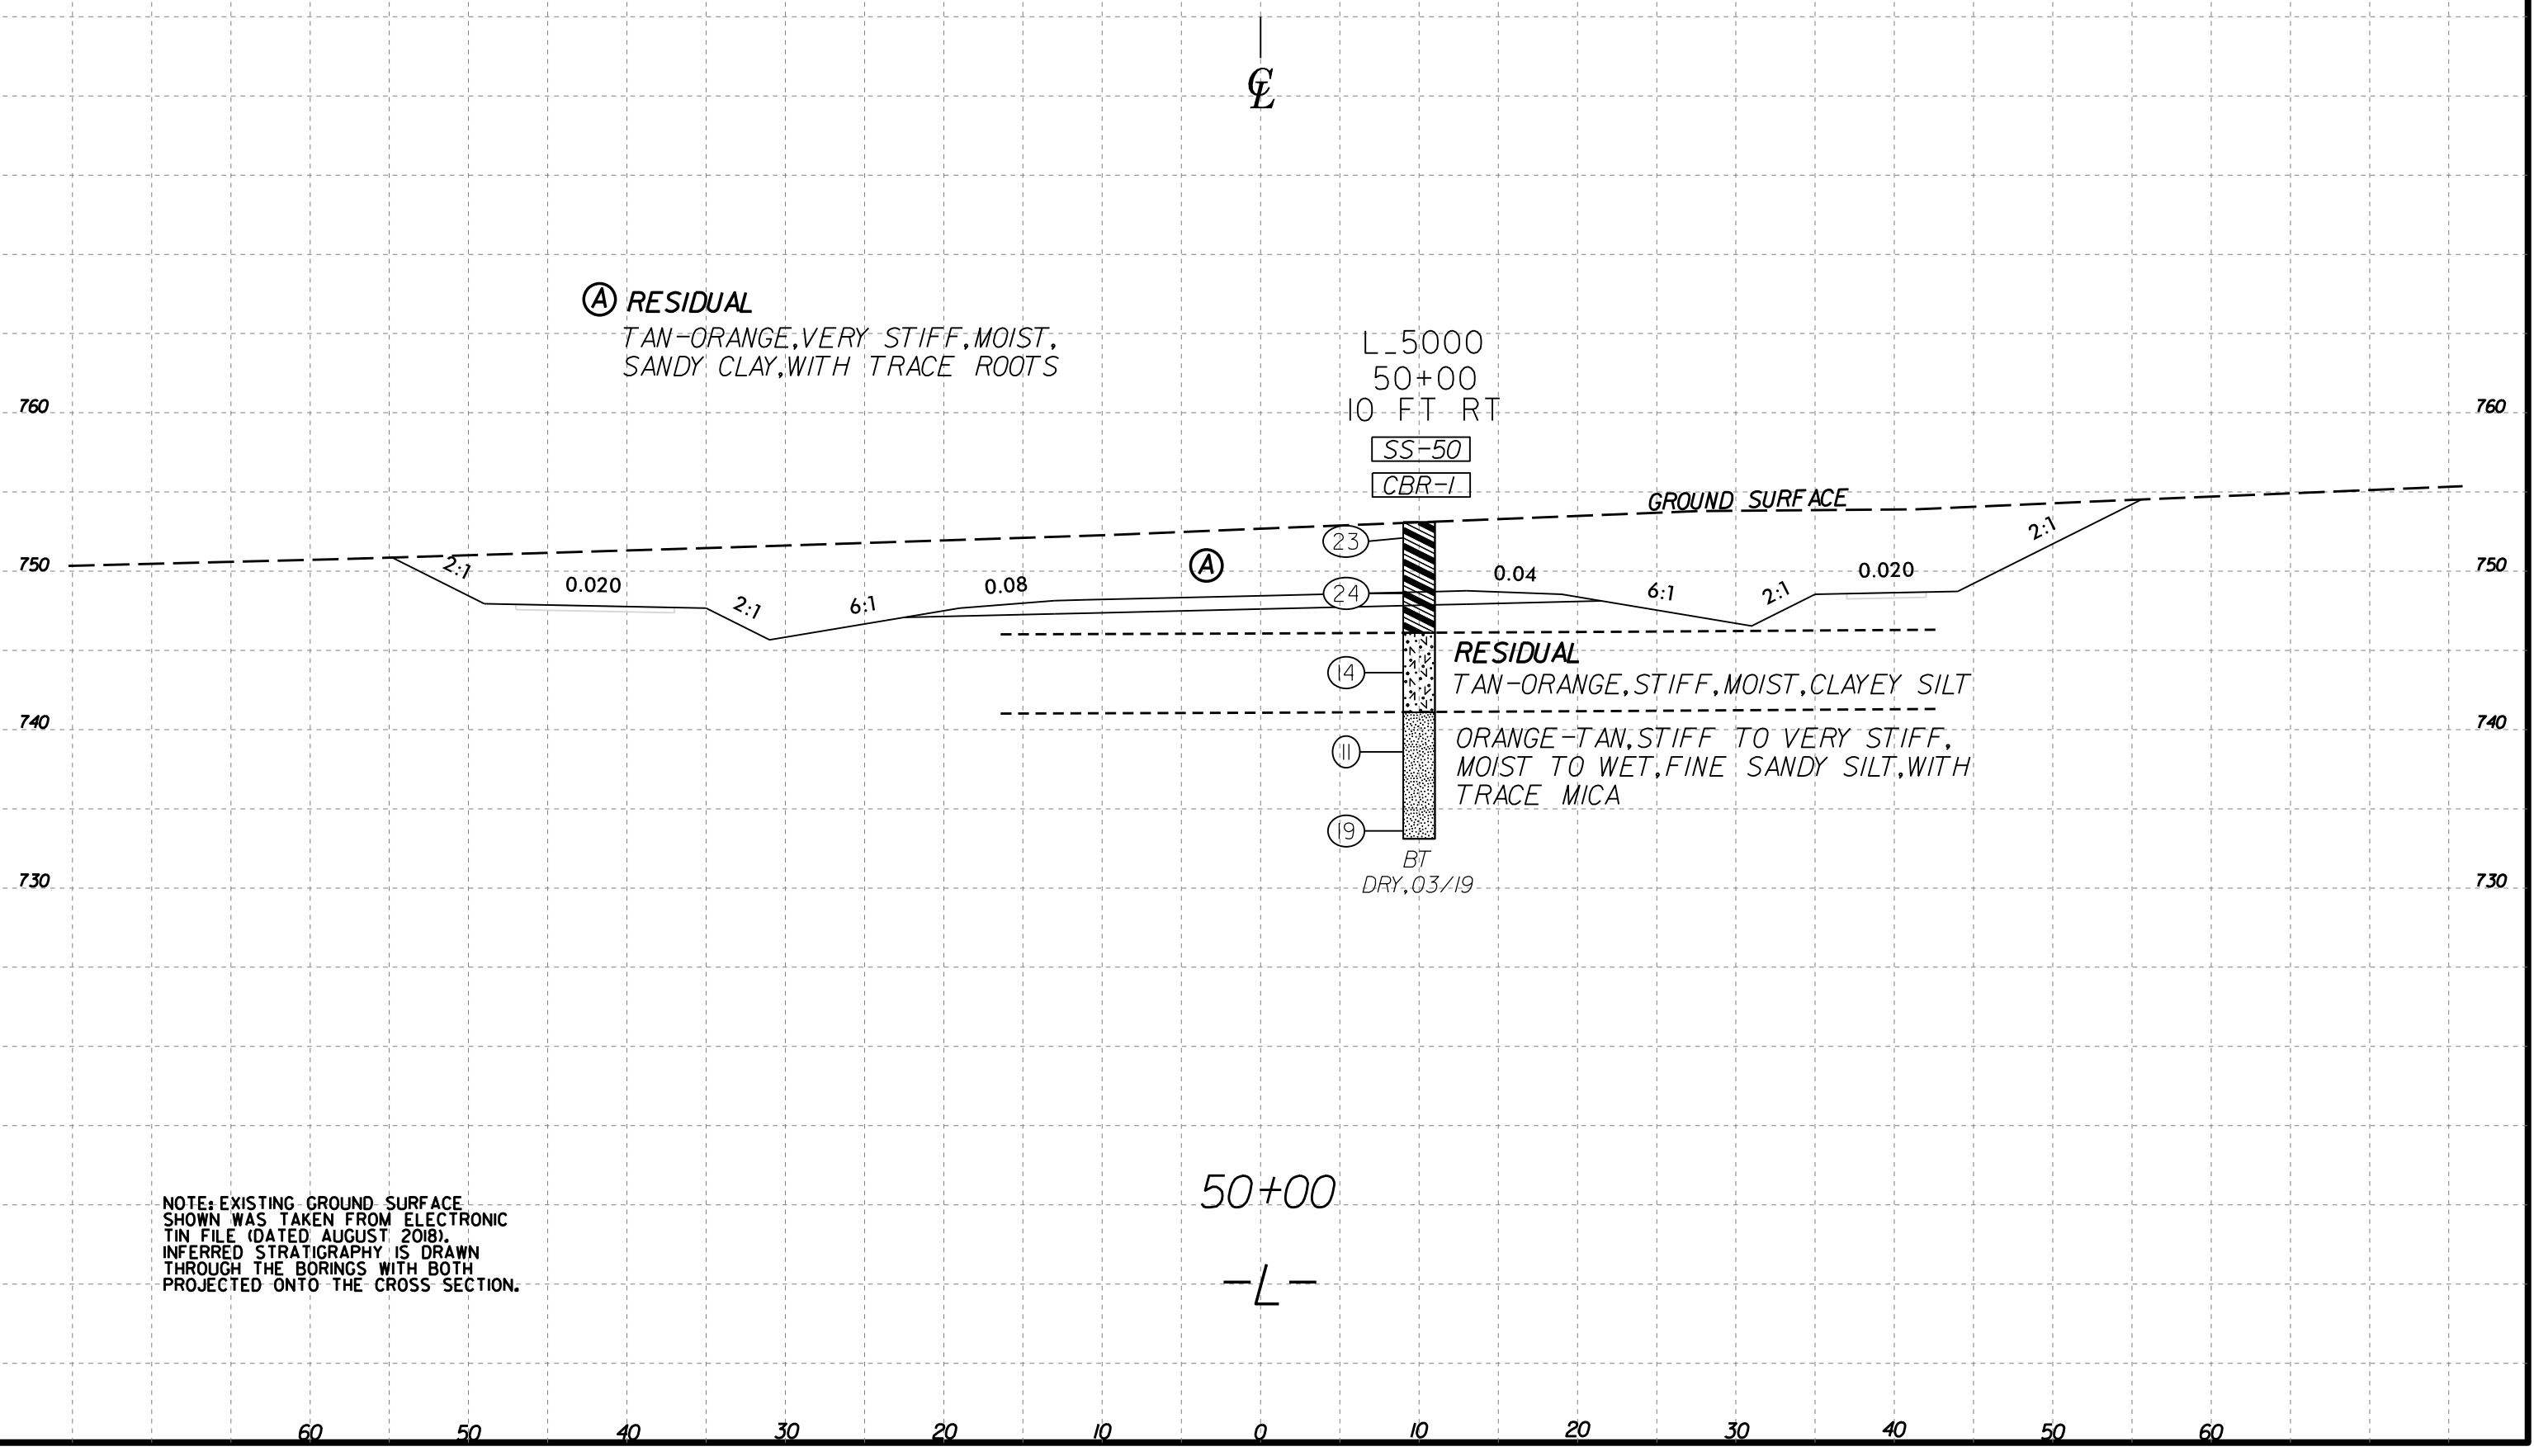 ℄
Ⓐ RESIDUAL
TAN-ORANGE, VERY STIFF, MOIST,
SANDY CLAY, WITH TRACE ROOTS
L_5000
50+00
10 FT RT
SS-50
CBR-1
760
760
GROUND SURFACE
750
750
2:1
0.020
2:1
6:1
0.08
Ⓐ
23
24
0.04
6:1
2:1
0.020
2:1
RESIDUAL
14
TAN-ORANGE, STIFF, MOIST, CLAYEY SILT
740
740
11
ORANGE-TAN, STIFF TO VERY STIFF,
MOIST TO WET, FINE SANDY SILT, WITH
TRACE MICA
19
BT
DRY, 03/19
730
730
50+00
-L-
NOTE: EXISTING GROUND SURFACE
SHOWN WAS TAKEN FROM ELECTRONIC
TIN FILE (DATED AUGUST 2018).
INFERRED STRATIGRAPHY IS DRAWN
THROUGH THE BORINGS WITH BOTH
PROJECTED ONTO THE CROSS SECTION.
60 50 40 30 20 10 0 10 20 30 40 50 60